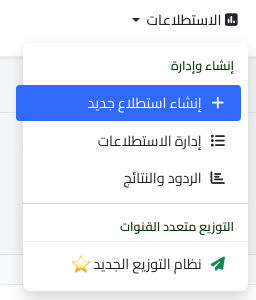 الاستطلاعات
إنشاء وإدارة
إنشاء استطلاع جديد
إدارة الاستطلاعات
الردود والنتائج
التوزيع متعدد القنوات
نظام التوزيع الجديد ⭐